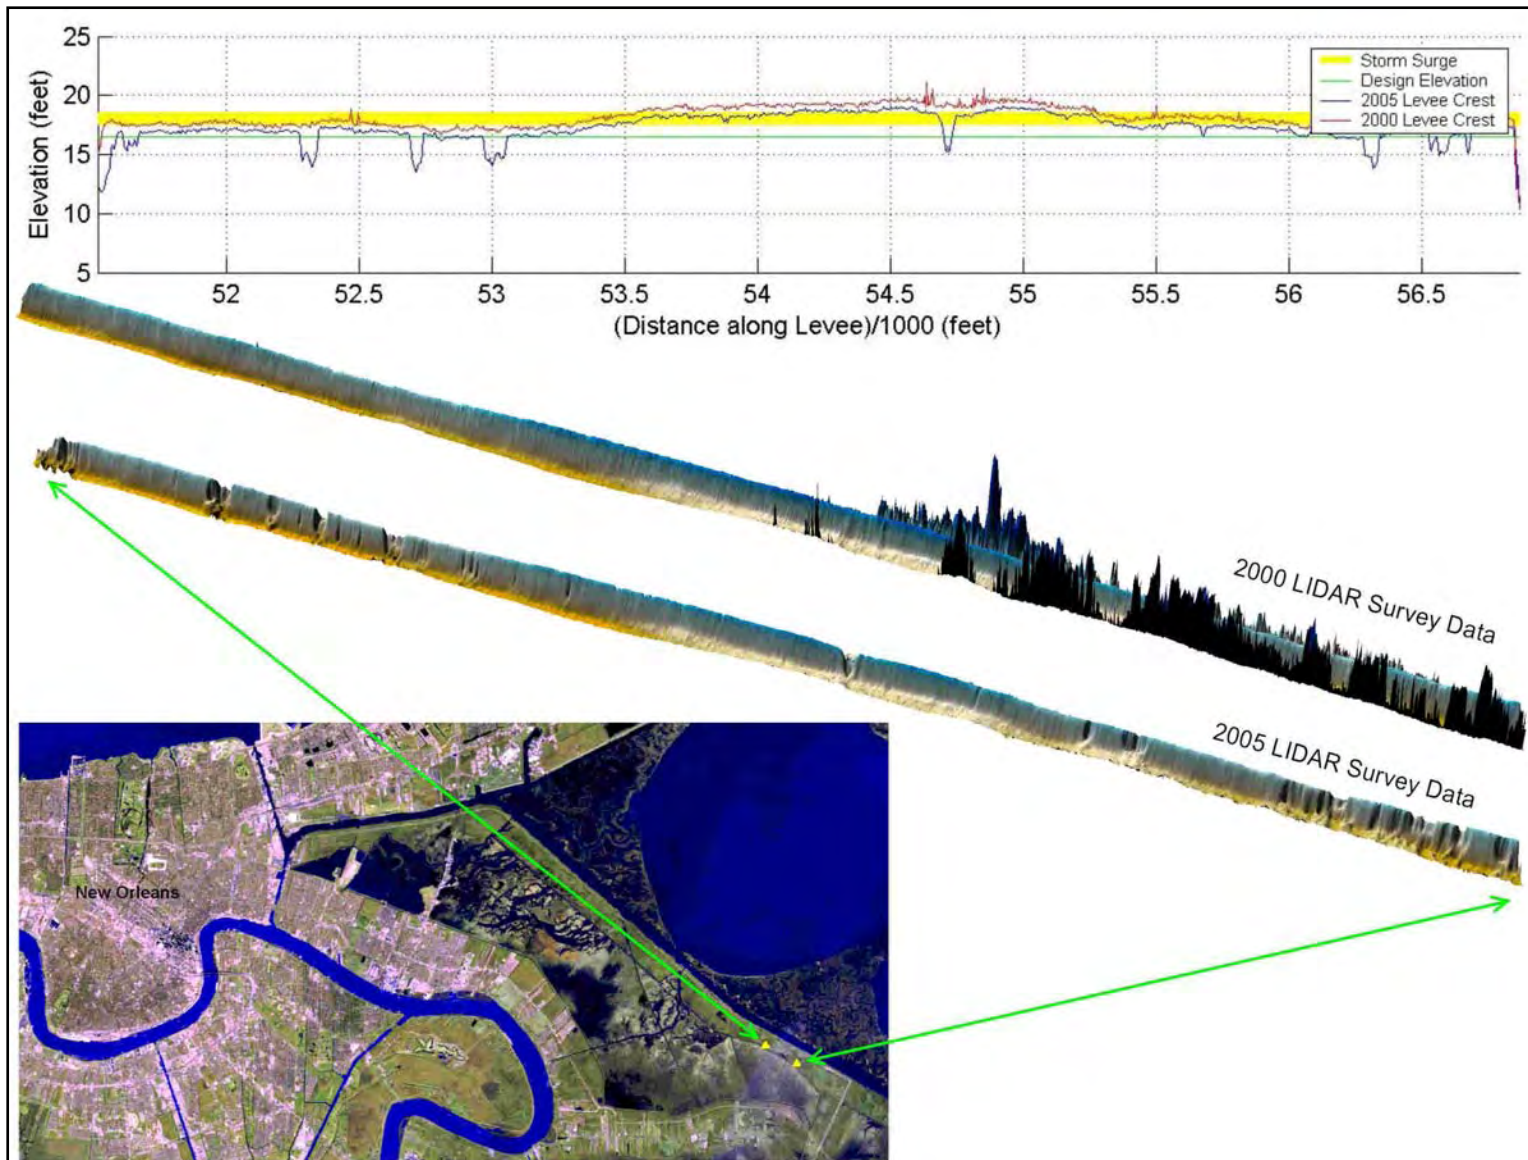 25
20
15
10
5
Elevation (feet)
Storm Surge
Design Elevation
2005 Levee Crest
2000 Levee Crest
52 52.5 53 53.5 54 54.5 55 55.5 56 56.5
(Distance along Levee)/1000 (feet)
2000 LIDAR Survey Data
2005 LIDAR Survey Data
New Orleans